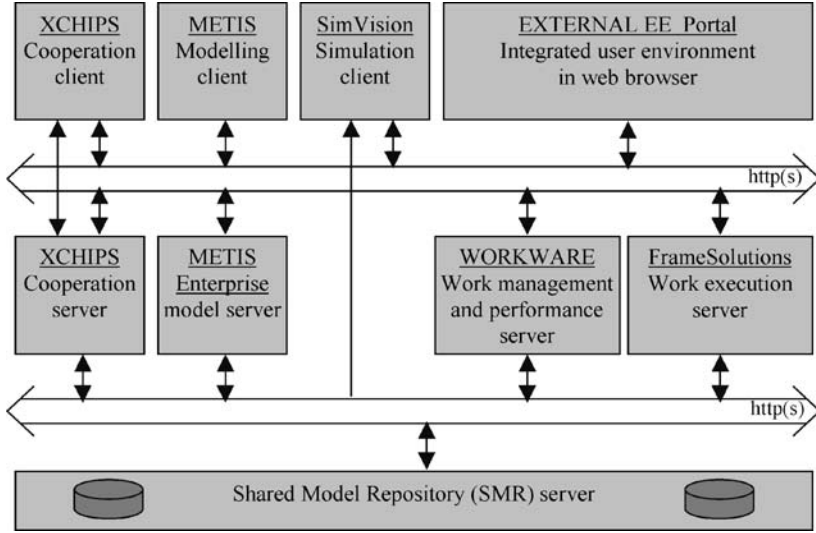 XCHIPS
Cooperation
client
METIS
Modelling
client
SimVision
Simulation
client
EXTERNAL EE Portal
Integrated user environment
in web browser
http(s)
XCHIPS
Cooperation
server
METIS
Enterprise
model server
WORKWARE
Work management
and performance
server
FrameSolutions
Work execution
server
http(s)
Shared Model Repository (SMR) server